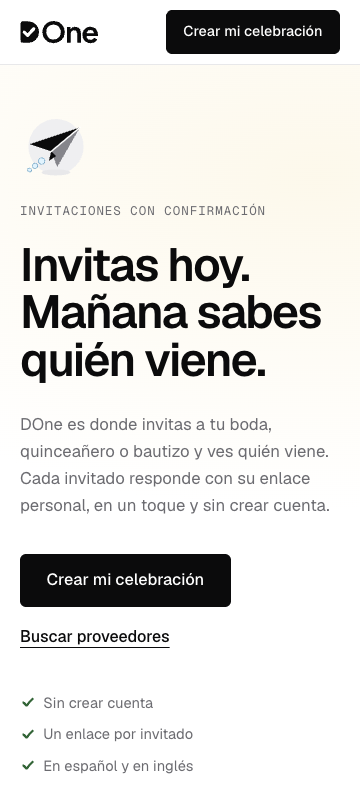 DOne
Crear mi celebración
INVITACIONES CON CONFIRMACIÓN
Invitas hoy.
Mañana sabes
quién viene.
DOne es donde invitas a tu boda,
quinceañero o bautizo y ves quién viene.
Cada invitado responde con su enlace
personal, en un toque y sin crear cuenta.
Crear mi celebración
Buscar proveedores
Sin crear cuenta
Un enlace por invitado
En español y en inglés